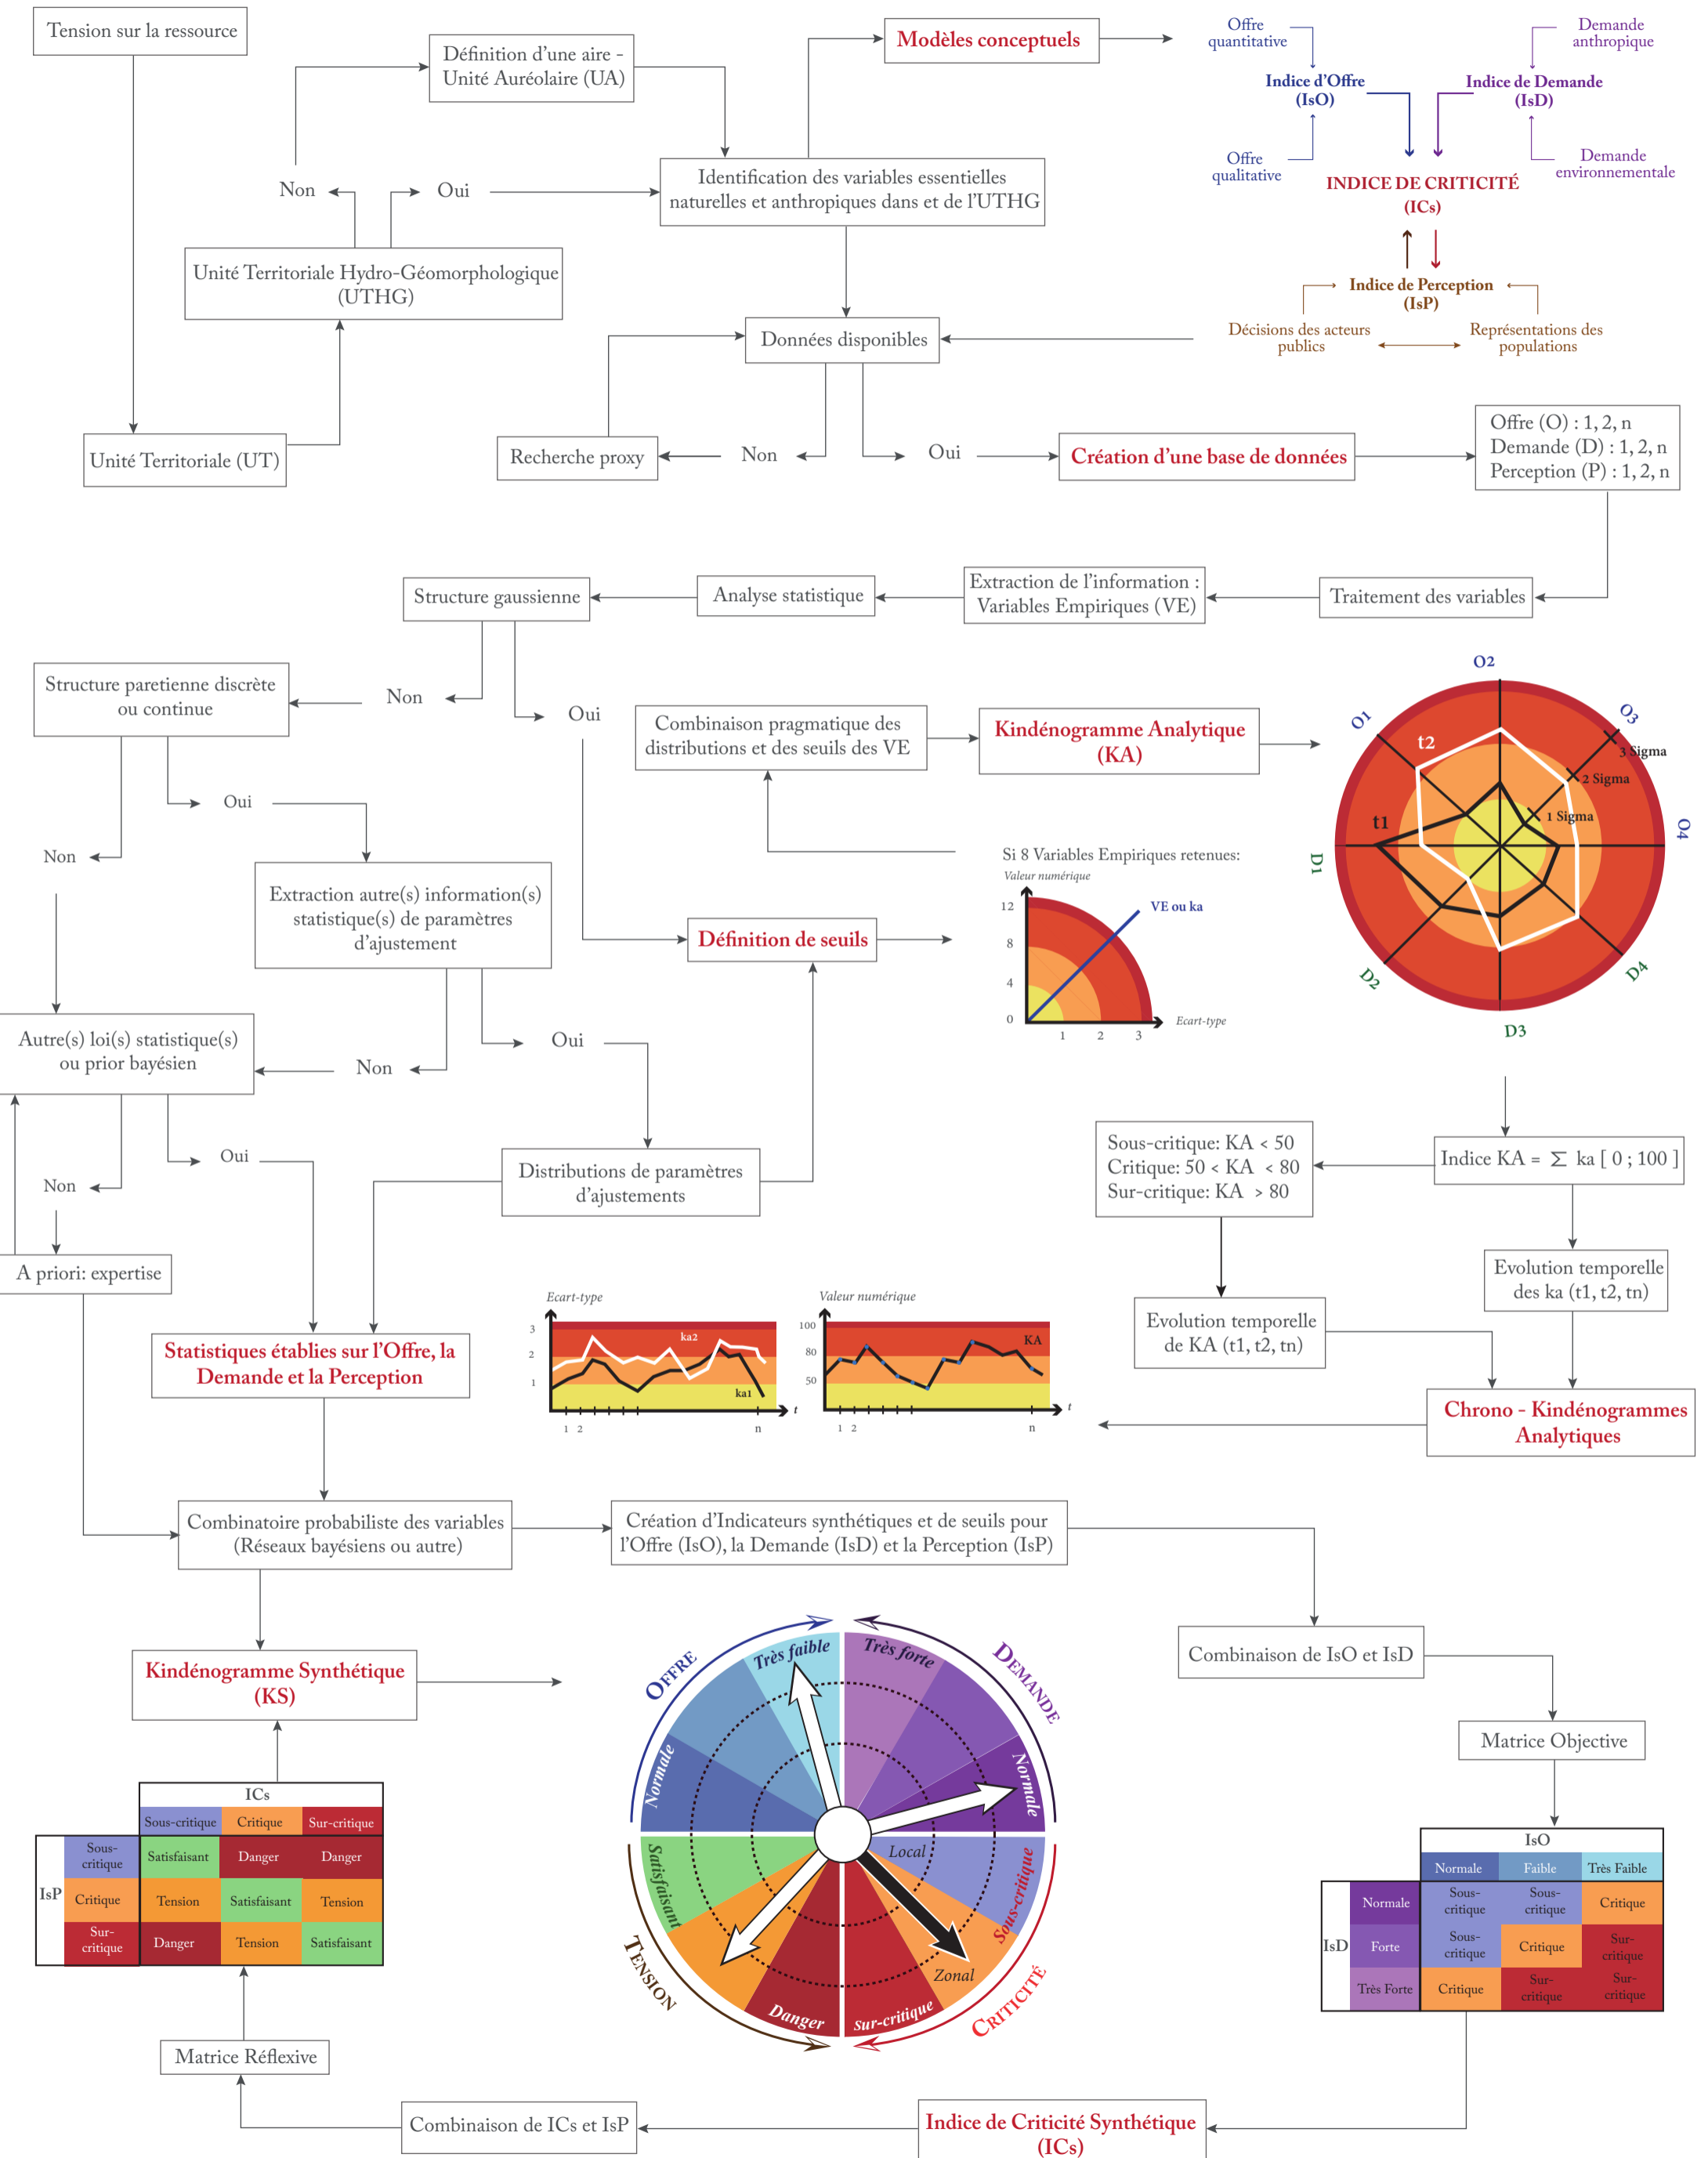 Tension sur la ressource
Définition d'une aire -
Unité Auréolaire (UA)
Modèles conceptuels
Offre
quantitative
Demande
anthropique
Indice d'Offre
(IsO)
Indice de Demande
(IsD)
Offre
qualitative
Demande
environnementale
INDICE DE CRITICITÉ
(ICs)
Indice de Perception
(IsP)
Décisions des acteurs
publics
Représentations des
populations
Non
Oui
Identification des variables essentielles
naturelles et anthropiques dans et de l'UTHG
Unité Territoriale Hydro-Géomorphologique
(UTHG)
Données disponibles
Unité Territoriale (UT)
Recherche proxy
Non
Oui
Création d'une base de données
Offre (O) : 1, 2, n
Demande (D) : 1, 2, n
Perception (P) : 1, 2, n
Structure gaussienne
Analyse statistique
Extraction de l'information :
Variables Empiriques (VE)
Traitement des variables
Structure paretienne discrète
ou continue
Non
Oui
Combinaison pragmatique des
distributions et des seuils des VE
Kindénogramme Analytique
(KA)
O1
O2
O3
O4
D1
D2
D3
D4
t2
t1
3 Sigma
2 Sigma
1 Sigma
Oui
Non
Extraction autre(s) information(s)
statistique(s) de paramètres
d'ajustement
Si 8 Variables Empiriques retenues:
Valeur numérique
12
8
4
0
1
2
3
VE ou ka
Ecart-type
Définition de seuils
Autre(s) loi(s) statistique(s)
ou prior bayésien
Non
Oui
Oui
Non
Distributions de paramètres
d'ajustements
Sous-critique: KA < 50
Critique: 50 < KA < 80
Sur-critique: KA > 80
Indice KA = Σ ka [ 0 ; 100 ]
A priori: expertise
Evolution temporelle
des ka (t1, t2, tn)
Evolution temporelle
de KA (t1, t2, tn)
Statistiques établies sur l'Offre, la
Demande et la Perception
Ecart-type
3
2
1
ka2
ka1
t
1 2
n
Valeur numérique
100
80
50
KA
t
1 2
n
Chrono - Kindénogrammes
Analytiques
Combinatoire probabiliste des variables
(Réseaux bayésiens ou autre)
Création d'Indicateurs synthétiques et de seuils pour
l'Offre (IsO), la Demande (IsD) et la Perception (IsP)
Combinaison de IsO et IsD
Kindénogramme Synthétique
(KS)
Matrice Objective
OFFRE
DEMANDE
TENSION
CRITICITÉ
Très faible
Très forte
Normale
Normale
Satisfaisant
Danger
Sur-critique
Sous-critique
Local
Zonal
ICs
Sous-critique
Critique
Sur-critique
IsP
Sous-
critique
Satisfaisant
Danger
Danger
Critique
Tension
Satisfaisant
Tension
Sur-
critique
Danger
Tension
Satisfaisant
IsO
Normale
Faible
Très Faible
IsD
Normale
Sous-
critique
Sous-
critique
Critique
Forte
Sous-
critique
Critique
Sur-
critique
Très Forte
Critique
Sur-
critique
Sur-
critique
Matrice Réflexive
Combinaison de ICs et IsP
Indice de Criticité Synthétique
(ICs)